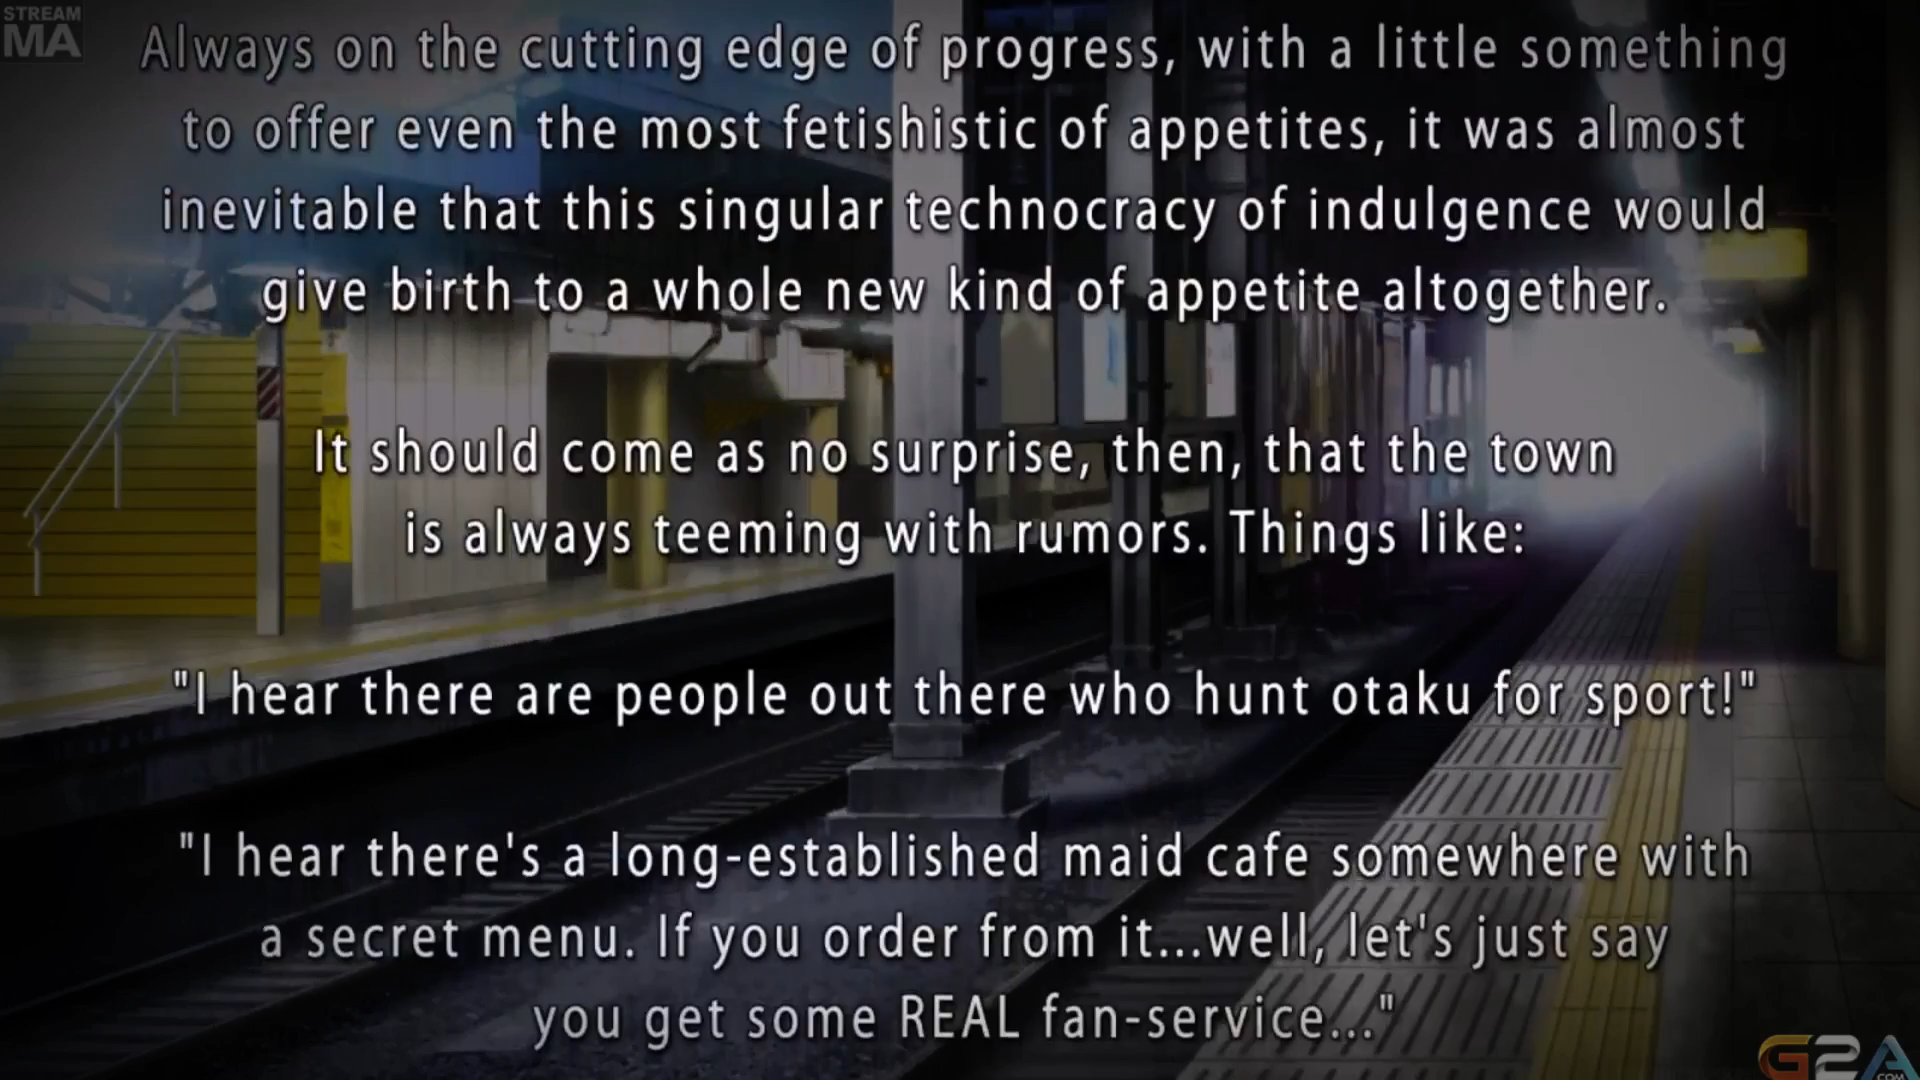 STREAM
MA
Always on the cutting edge of progress, with a little something
to offer even the most fetishistic of appetites, it was almost
inevitable that this singular technocracy of indulgence would
give birth to a whole new kind of appetite altogether.
It should come as no surprise, then, that the town
is always teeming with rumors. Things like:
"I hear there are people out there who hunt otaku for sport!"
"I hear there's a long-established maid cafe somewhere with
a secret menu. If you order from it...well, let's just say
you get some REAL fan-service..."
G2A
.COM